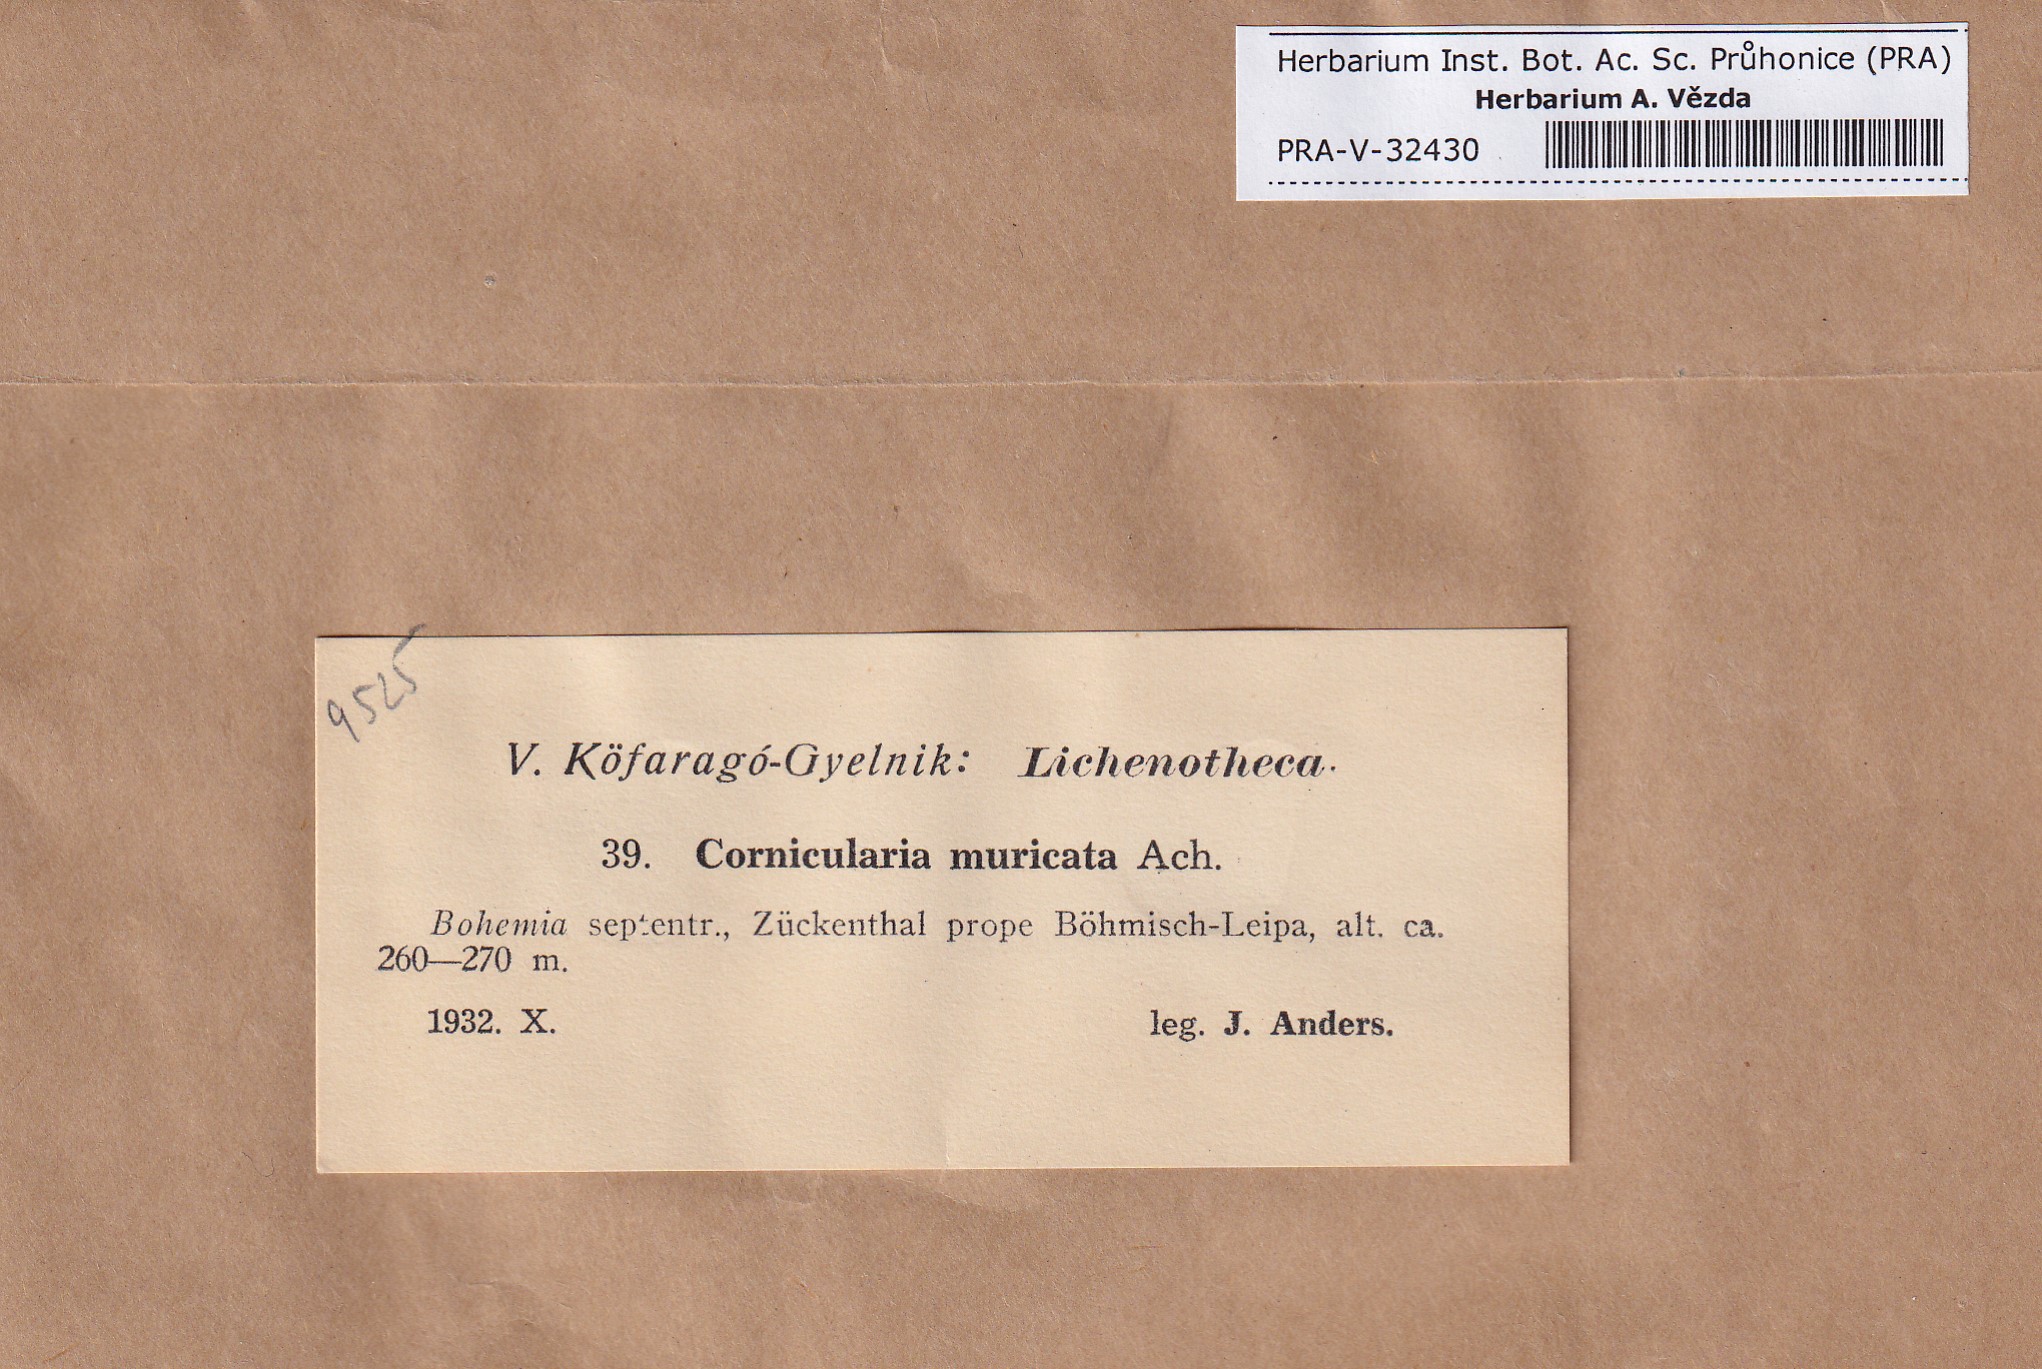 Herbarium Inst. Bot. Ac. Sc. Průhonice (PRA)
Herbarium A. Vězda
PRA-V-32430
9525
V. Köfaragó-Gyelnik: Lichenotheca.
39. Cornicularia muricata Ach.
Bohemia septentr., Zückenthal prope Böhmisch-Leipa, alt. ca.
260—270 m.
1932. X. leg. J. Anders.